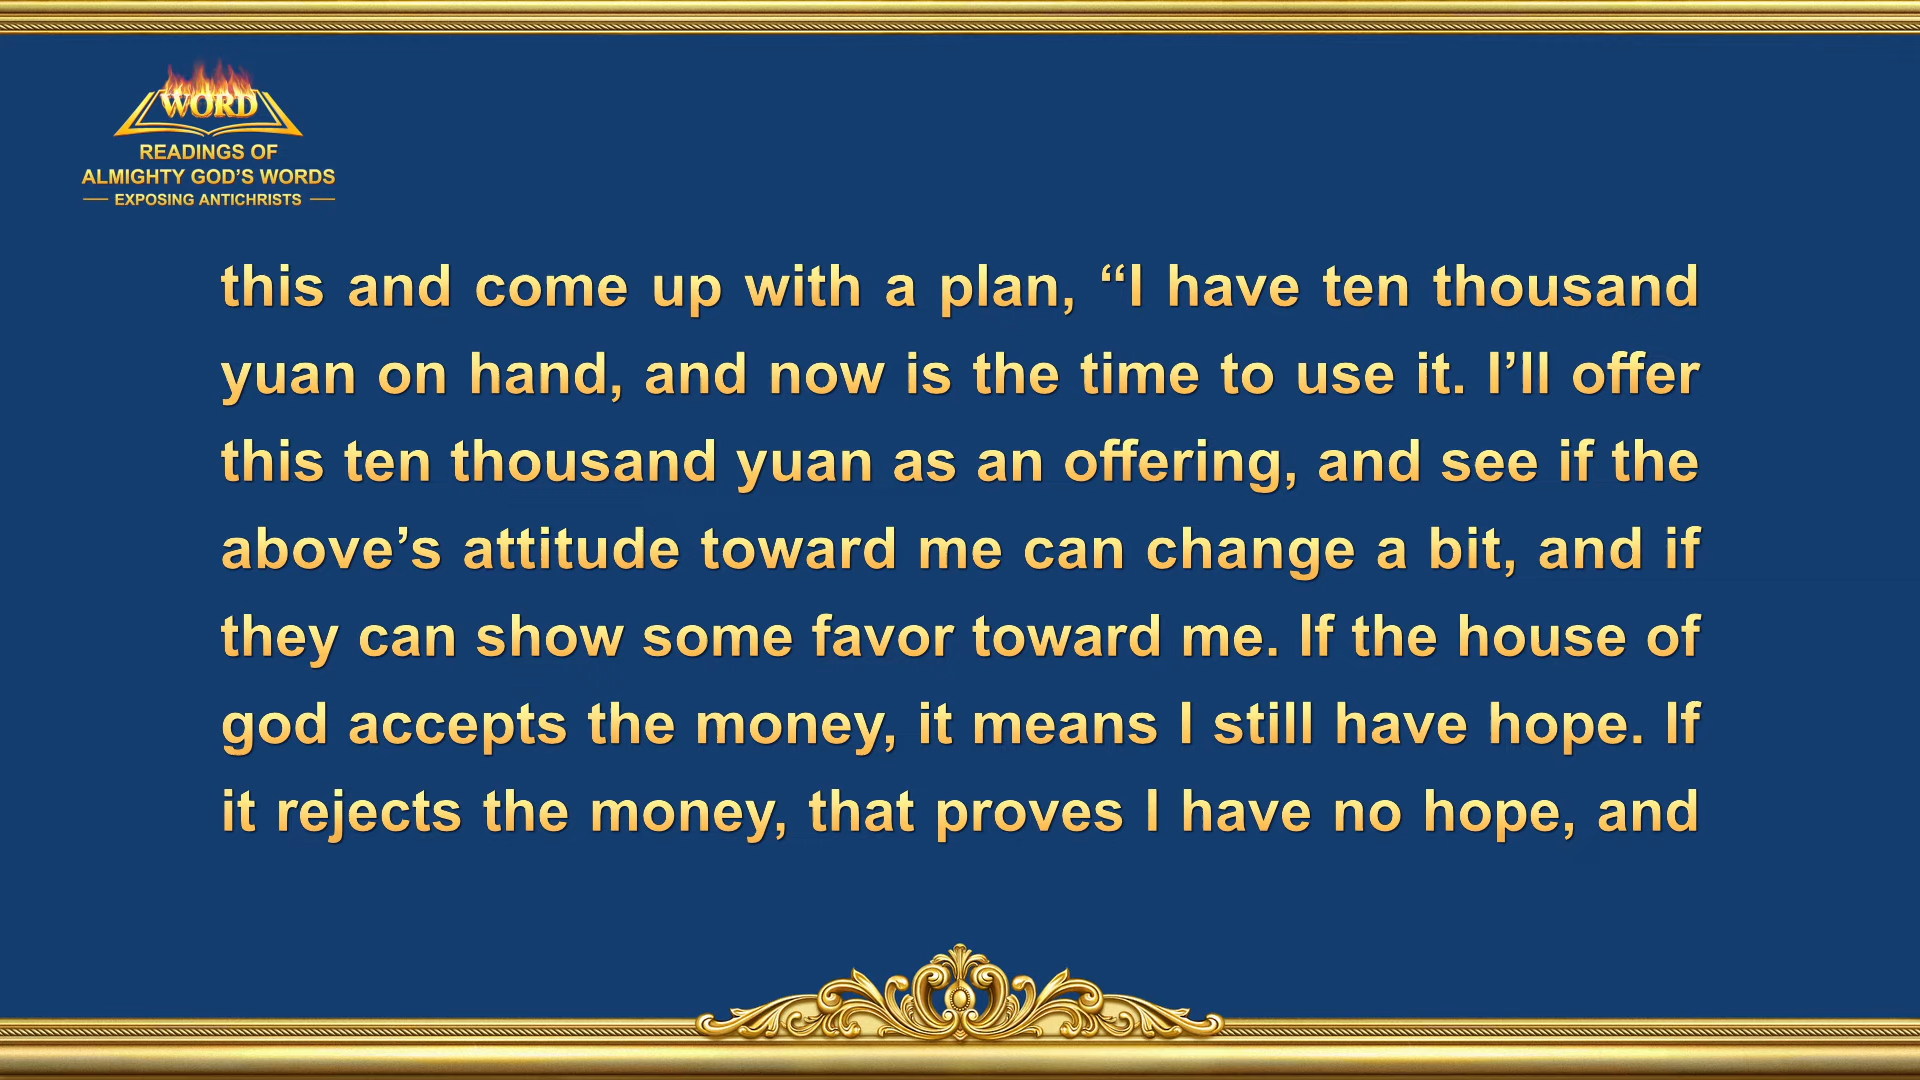 WORD
READINGS OF
ALMIGHTY GOD’S WORDS
EXPOSING ANTICHRISTS
this and come up with a plan, “I have ten thousand
yuan on hand, and now is the time to use it. I’ll offer
this ten thousand yuan as an offering, and see if the
above’s attitude toward me can change a bit, and if
they can show some favor toward me. If the house of
god accepts the money, it means I still have hope. If
it rejects the money, that proves I have no hope, and